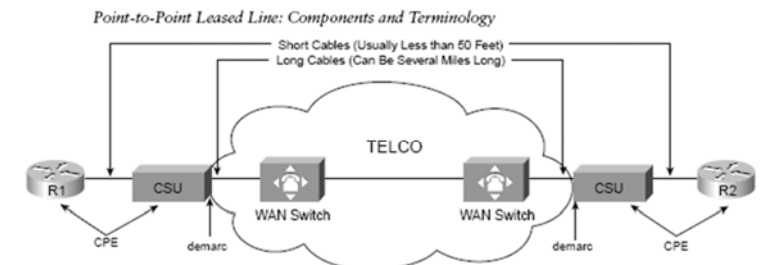 Point-to-Point Leased Line: Components and Terminology
Short Cables (Usually Less than 50 Feet)
Long Cables (Can Be Several Miles Long)
TELCO
R1
CSU
WAN Switch
WAN Switch
CSU
R2
CPE
demarc
demarc
CPE